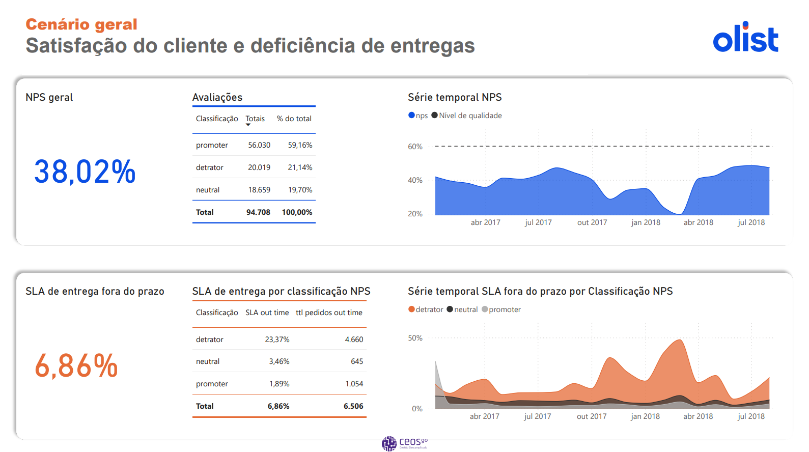 Cenário geral
Satisfação do cliente e deficiência de entregas
olist
NPS geral
38,02%
Avaliações
Classificação Totais % do total
promoter 56.030 59,16%
detrator 20.019 21,14%
neutral 18.659 19,70%
Total 94.708 100,00%
Série temporal NPS
nps Nível de qualidade
60%
40%
20%
abr 2017 jul 2017 out 2017 jan 2018 abr 2018 jul 2018
SLA de entrega fora do prazo
6,86%
SLA de entrega por classificação NPS
Classificação SLA out time ttl pedidos out time
detrator 23,37% 4.660
neutral 3,46% 645
promoter 1,89% 1.054
Total 6,86% 6.506
Série temporal SLA fora do prazo por Classificação NPS
detrator neutral promoter
50%
0%
abr 2017 jul 2017 out 2017 jan 2018 abr 2018 jul 2018
ceosgo